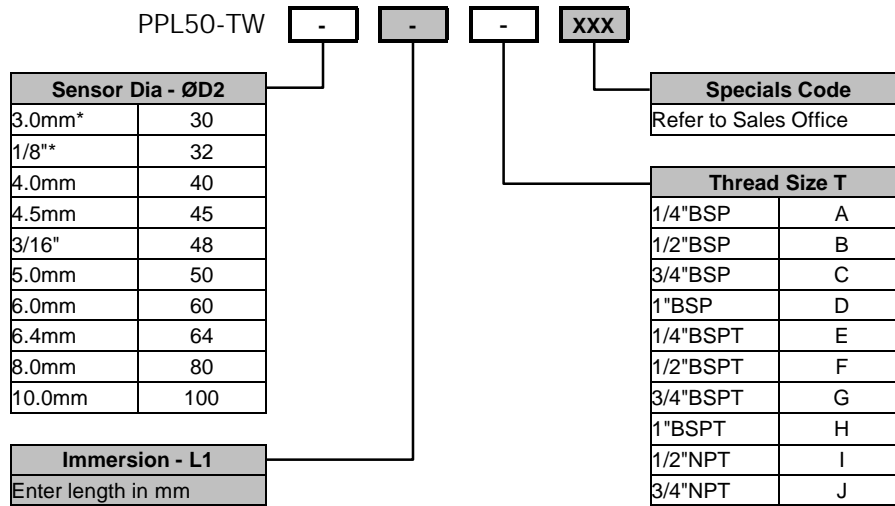 PPL50-TW - - - XXX
Sensor Dia - ØD2
3.0mm* 30
1/8"* 32
4.0mm 40
4.5mm 45
3/16" 48
5.0mm 50
6.0mm 60
6.4mm 64
8.0mm 80
10.0mm 100
Immersion - L1
Enter length in mm
Specials Code
Refer to Sales Office
Thread Size T
1/4"BSP A
1/2"BSP B
3/4"BSP C
1"BSP D
1/4"BSPT E
1/2"BSPT F
3/4"BSPT G
1"BSPT H
1/2"NPT I
3/4"NPT J